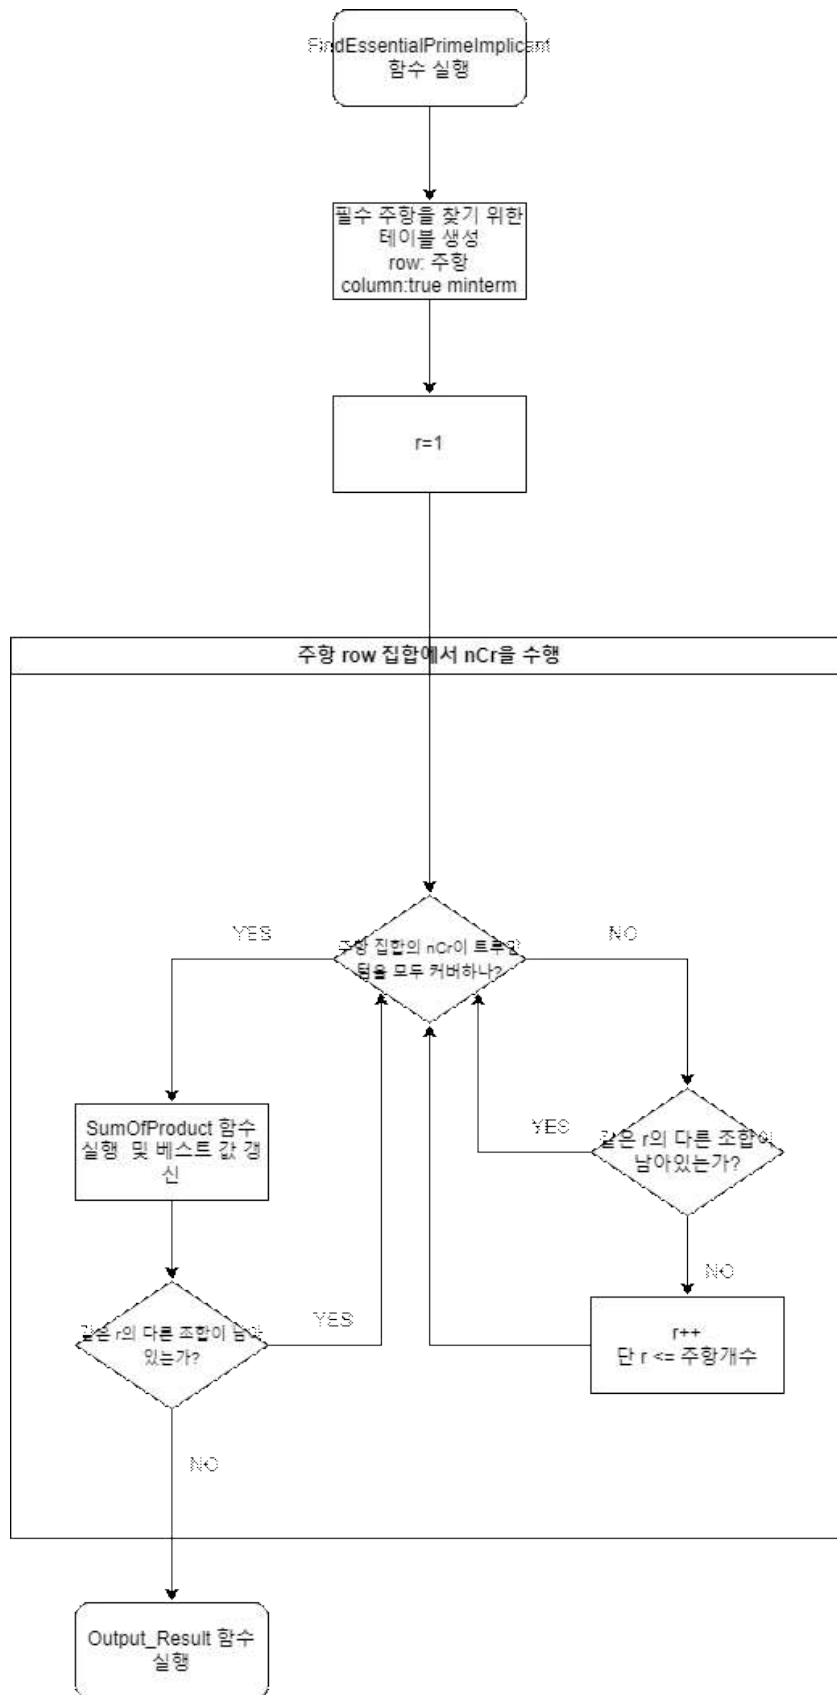 FindEssentialPrimeImplicant
함수 실행
필수 주항을 찾기 위한
테이블 생성
row: 주항
column:true minterm
r=1
주항 row 집합에서 nCr을 수행
YES
주항 집합의 nCr이 트루민
텀을 모두 커버하나?
NO
SumOfProduct 함수
실행 및 베스트 값 갱
신
YES
같은 r의 다른 조합이
남아있는가?
NO
같은 r의 다른 조합이 남아
있는가?
YES
r++
단 r <= 주항개수
NO
Output_Result 함수
실행